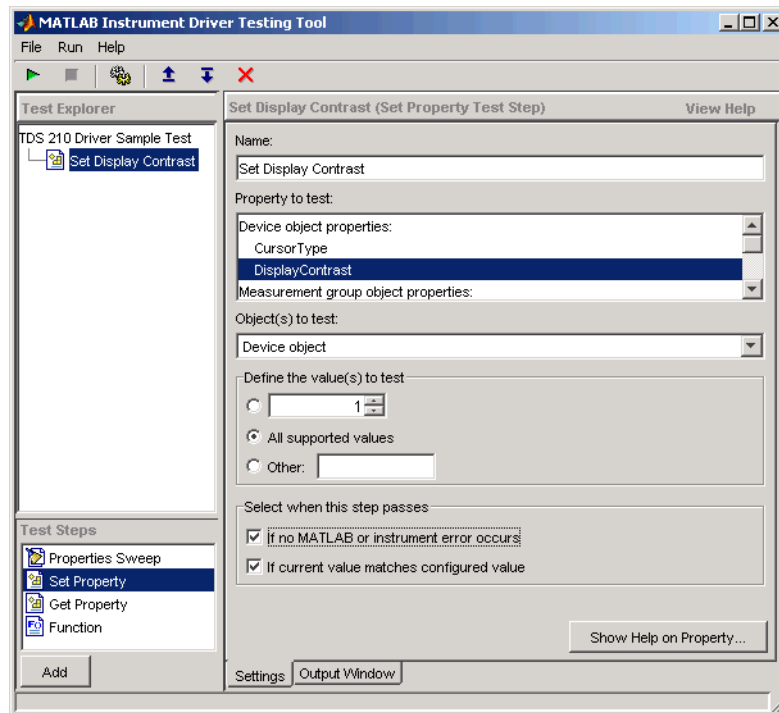 MATLAB Instrument Driver Testing Tool
File Run Help
Test Explorer
TDS 210 Driver Sample Test
Set Display Contrast
Set Display Contrast (Set Property Test Step) View Help
Name:
Set Display Contrast
Property to test:
Device object properties:
CursorType
DisplayContrast
Measurement group object properties:
Object(s) to test:
Device object
Define the value(s) to test
1
All supported values
Other:
Select when this step passes
If no MATLAB or instrument error occurs
If current value matches configured value
Show Help on Property...
Settings Output Window
Test Steps
Properties Sweep
Set Property
Get Property
Function
Add